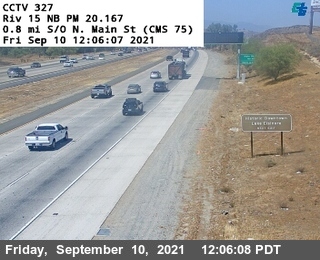 CCTV 327
Riv 15 NB PM 20.167
0.8 mi S/O N. Main St (CMS 75)
Fri Sep 10 12:06:07 2021
Historic Downtown
Lake Elsinore
Friday, September 10, 2021 12:06:08 PDT